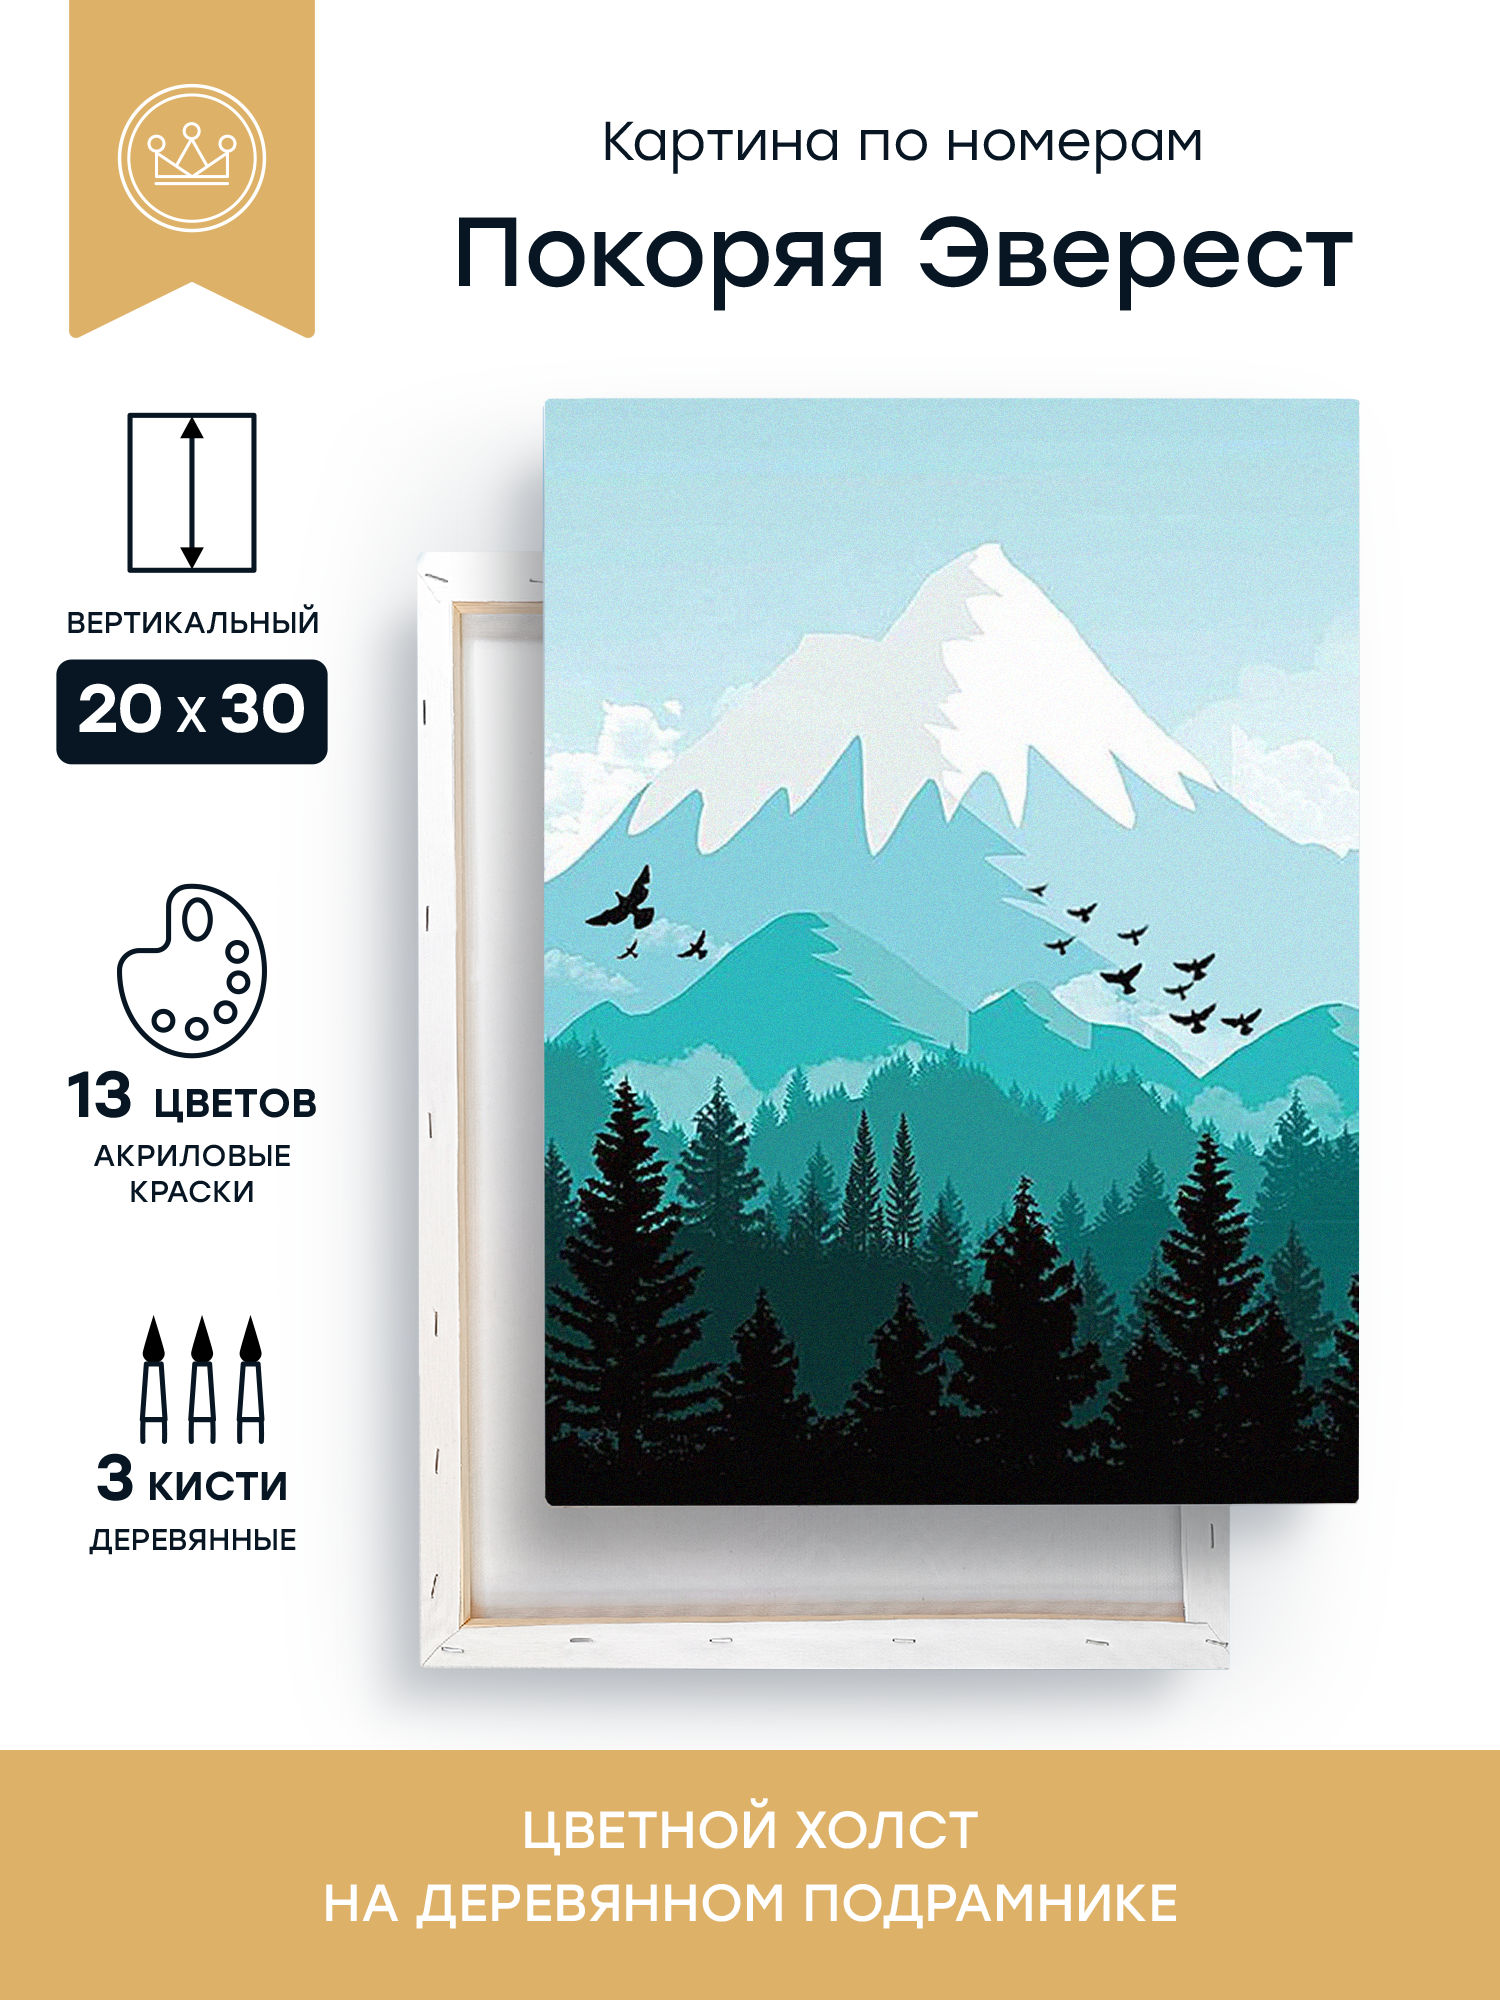 Картина по номерам
Покоряя Эверест
ВЕРТИКАЛЬНЫЙ
20 X 30
13 ЦВЕТОВ
АКРИЛОВЫЕ
КРАСКИ
3 КИСТИ
ДЕРЕВЯННЫЕ
ЦВЕТНОЙ ХОЛСТ
НА ДЕРЕВЯННОМ ПОДРАМНИКЕ